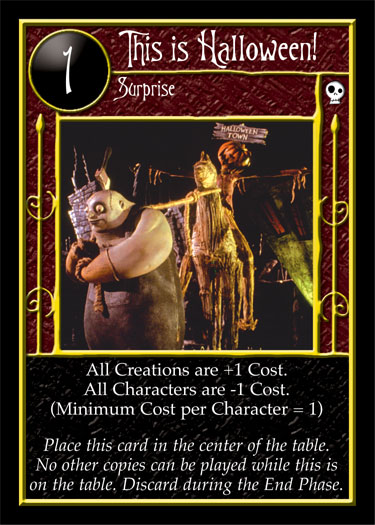 1
This is Halloween!
Surprise
HALLOWEEN
TOWN
All Creations are +1 Cost.
All Characters are -1 Cost.
(Minimum Cost per Character = 1)
Place this card in the center of the table.
No other copies can be played while this is
on the table. Discard during the End Phase.